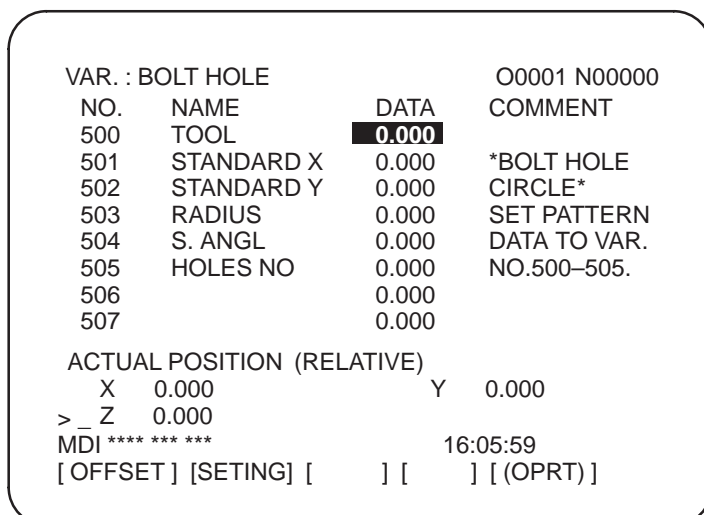 VAR. : BOLT HOLE O0001 N00000
NO. NAME DATA COMMENT
500 TOOL 0.000
501 STANDARD X 0.000 *BOLT HOLE
502 STANDARD Y 0.000 CIRCLE*
503 RADIUS 0.000 SET PATTERN
504 S. ANGL 0.000 DATA TO VAR.
505 HOLES NO 0.000 NO.500–505.
506 0.000
507 0.000
ACTUAL POSITION (RELATIVE)
X 0.000 Y 0.000
> _ Z 0.000
MDI **** *** *** 16:05:59
[ OFFSET ] [SETING] [ ] [ ] [ (OPRT) ]